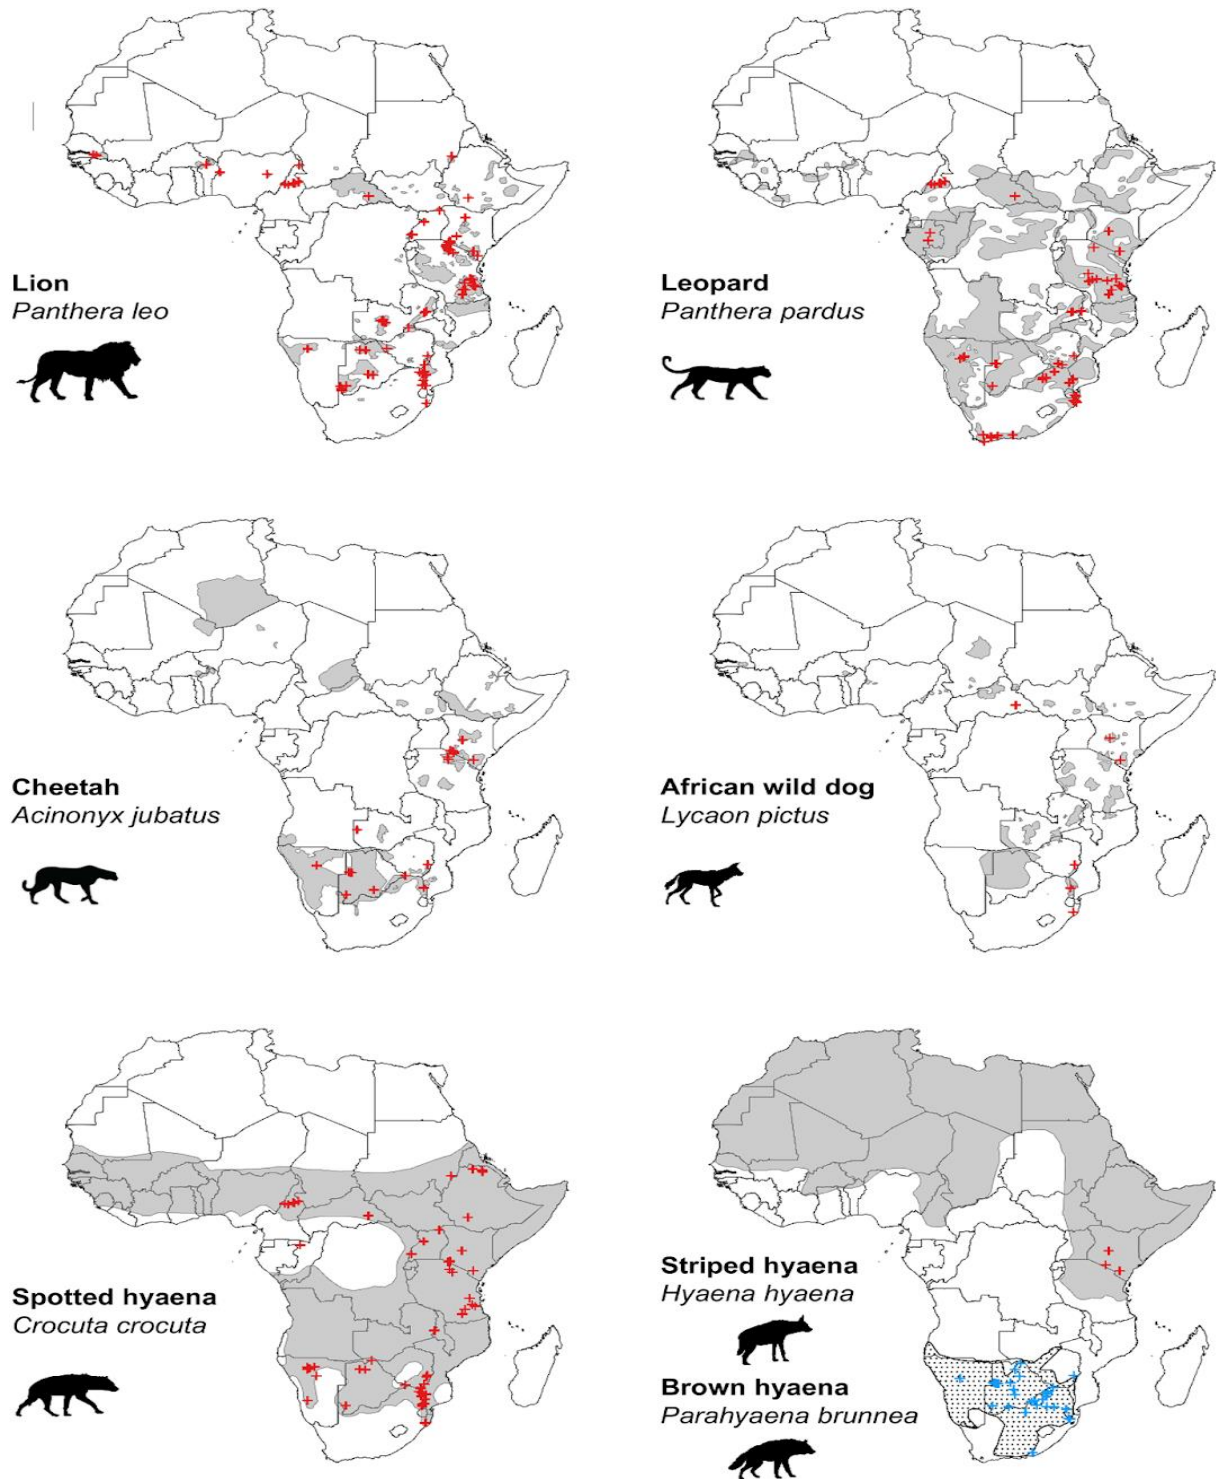 Lion
Panthera leo
Leopard
Panthera pardus
Cheetah
Acinonyx jubatus
African wild dog
Lycaon pictus
Spotted hyaena
Crocuta crocuta
Striped hyaena
Hyaena hyaena
Brown hyaena
Parahyaena brunnea